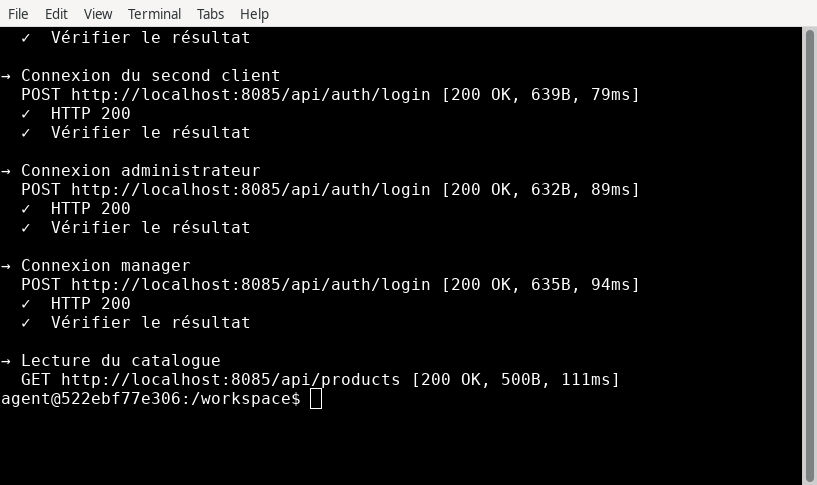 File Edit View Terminal Tabs Help
✓ Vérifier le résultat
→ Connexion du second client
POST http://localhost:8085/api/auth/login [200 OK, 639B, 79ms]
✓ HTTP 200
✓ Vérifier le résultat
→ Connexion administrateur
POST http://localhost:8085/api/auth/login [200 OK, 632B, 89ms]
✓ HTTP 200
✓ Vérifier le résultat
→ Connexion manager
POST http://localhost:8085/api/auth/login [200 OK, 635B, 94ms]
✓ HTTP 200
✓ Vérifier le résultat
→ Lecture du catalogue
GET http://localhost:8085/api/products [200 OK, 500B, 111ms]
agent@522ebf77e306:/workspace$